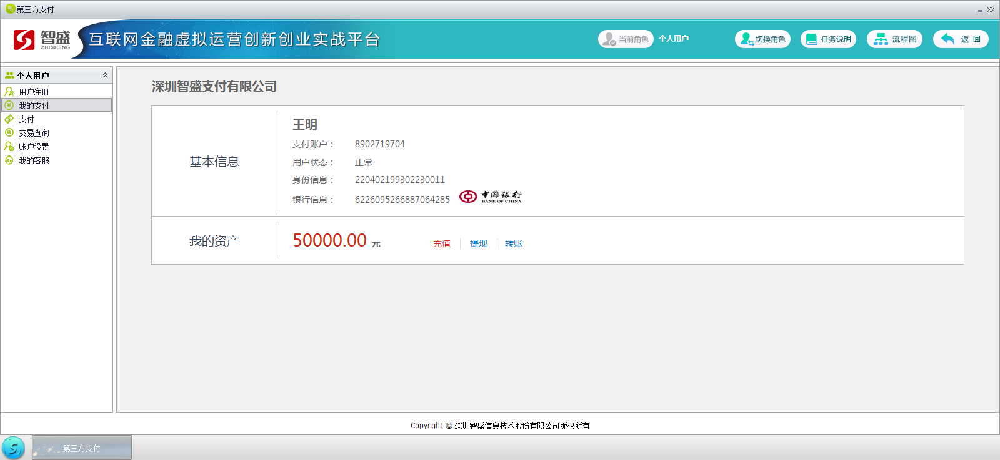 第三方支付
智盛
ZHISHENG
互联网金融虚拟运营创新创业实战平台
当前角色
个人用户
切换角色
任务说明
流程图
返 回
个人用户
用户注册
我的支付
支付
交易查询
账户设置
我的客服
深圳智盛支付有限公司
基本信息
王明
支付账户： 8902719704
用户状态： 正常
身份信息： 220402199302230011
银行信息： 6226095266887064285
中国银行
BANK OF CHINA
我的资产
50000.00 元
充值
提现
转账
Copyright © 深圳智盛信息技术股份有限公司版权所有
第三方支付